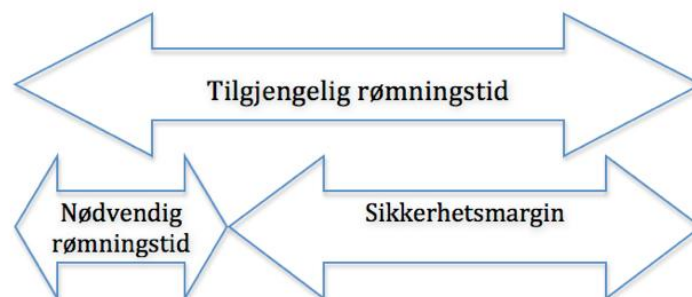 Tilgjengelig rømningstid
Nødvendig
rømningstid
Sikkerhetsmargin